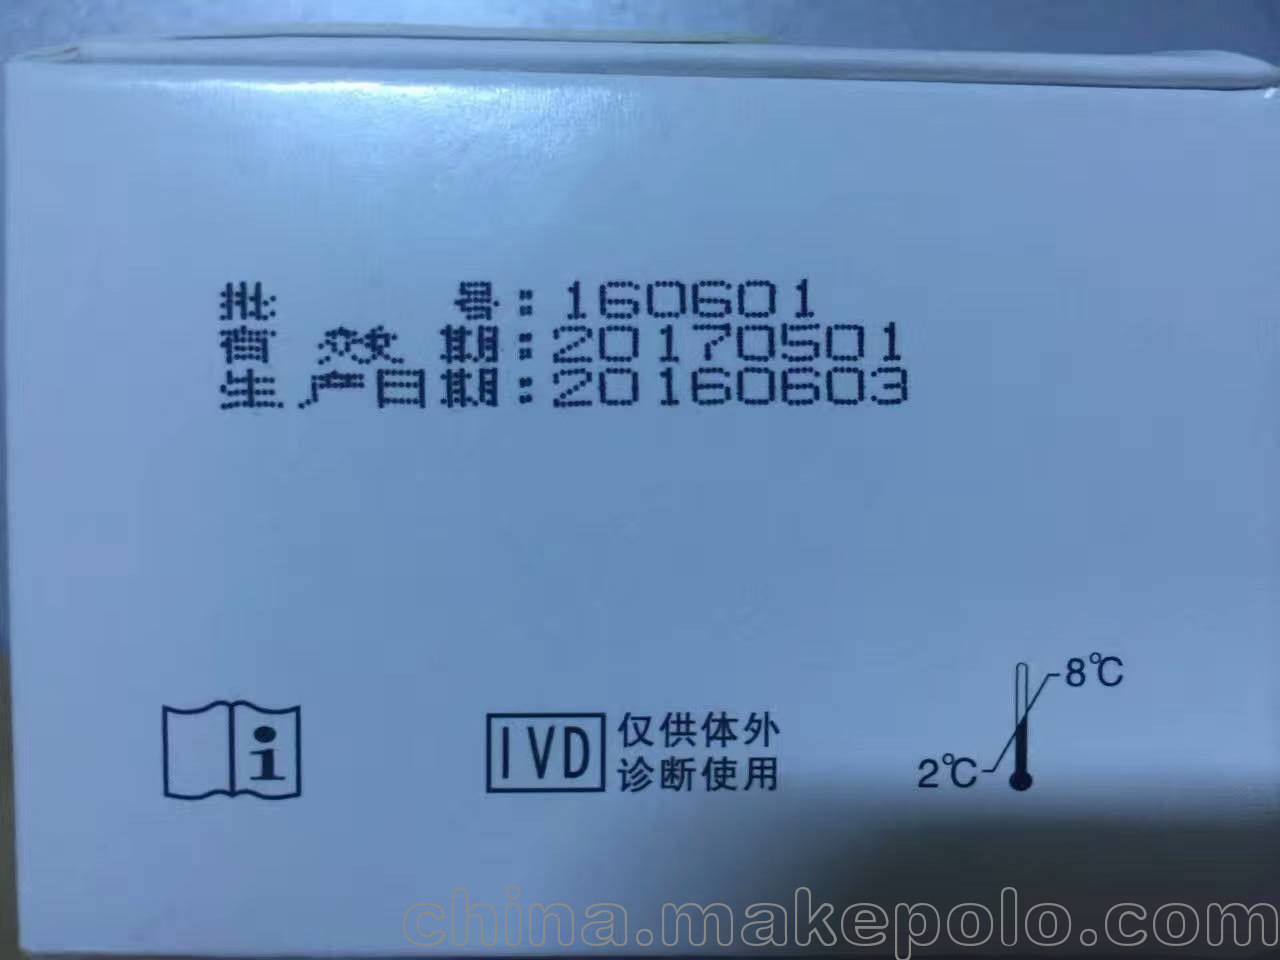 批 号：160601
有 效 期：20170501
生产日期：20160603
i
IVD 仅供体外
诊断使用
8℃
2℃
china.makepolo.com